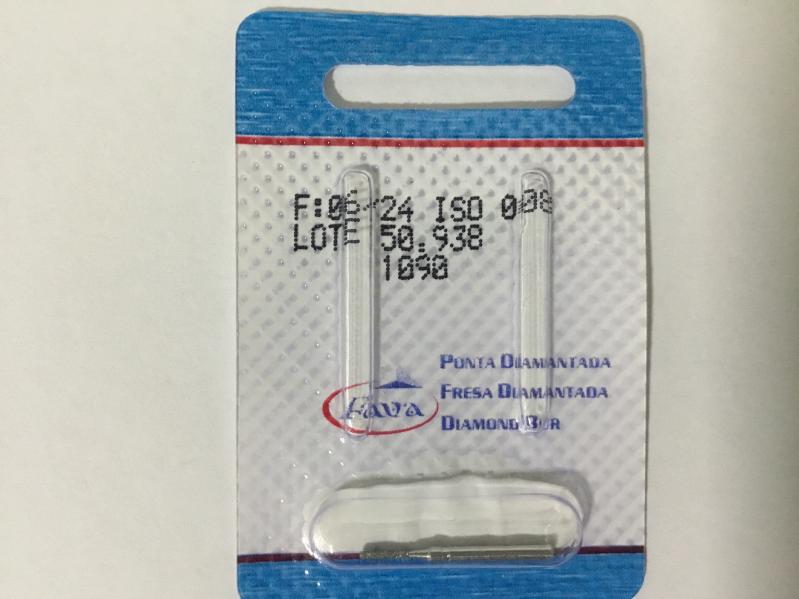 F:06/24 ISO 008
LOTE 50.938
1090
Fava
PONTA DIAMANTADA
FRESA DIAMANTADA
DIAMOND BUR